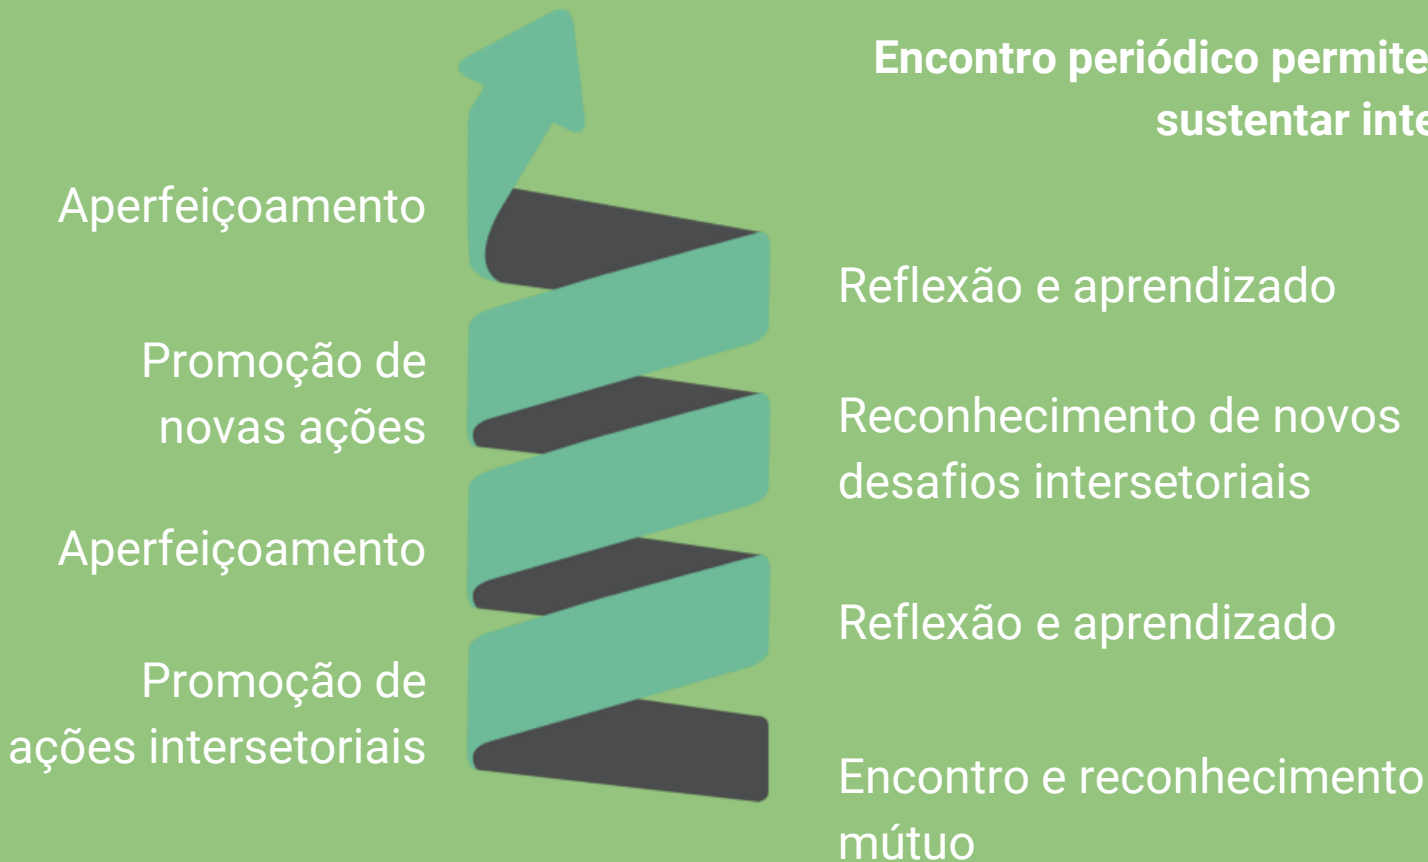 Encontro periódico permite
sustentar
Aperfeiçoamento
Reflexão e aprendizado
Promoção de
novas ações
Reconhecimento de novos
desafios intersetoriais
Aperfeiçoamento
Reflexão e aprendizado
Promoção de
ações intersetoriais
Encontro e reconhecimento
mútuo